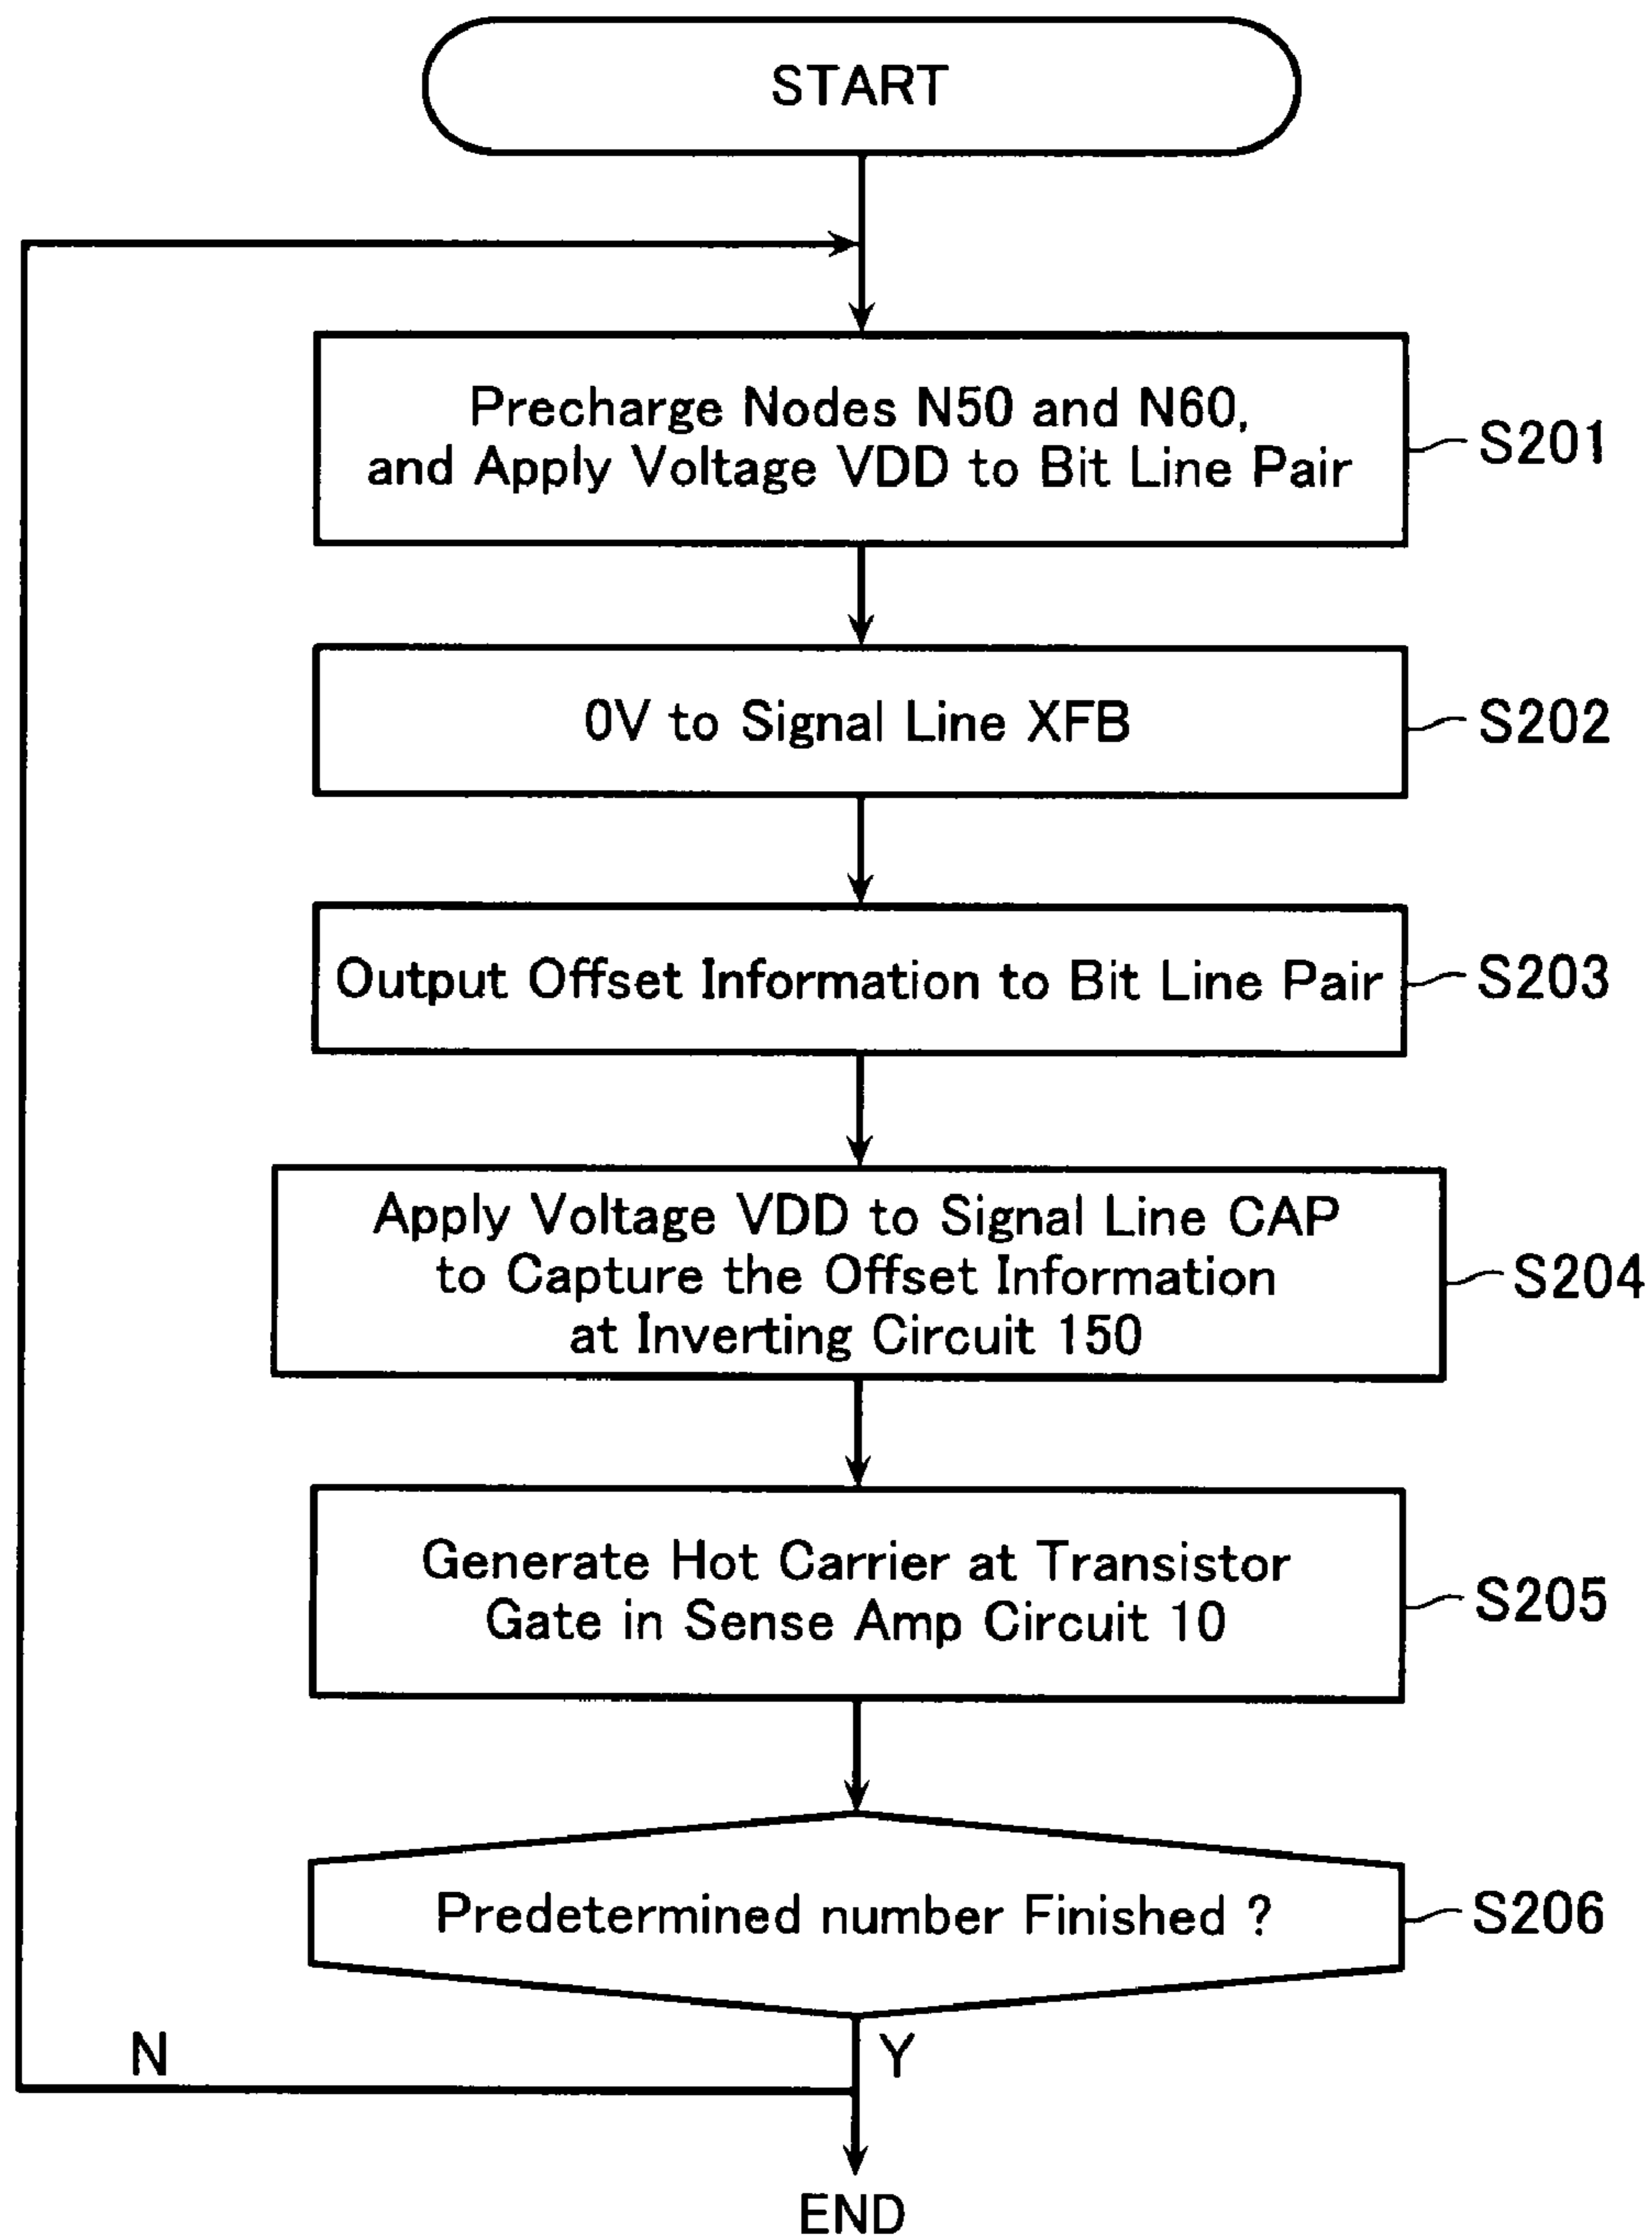 START
Precharge Nodes N50 and N60,
and Apply Voltage VDD to Bit Line Pair
S201
0V to Signal Line XFB
S202
Output Offset Information to Bit Line Pair
S203
Apply Voltage VDD to Signal Line CAP
to Capture the Offset Information
at Inverting Circuit 150
S204
Generate Hot Carrier at Transistor
Gate in Sense Amp Circuit 10
S205
Predetermined number Finished ?
S206
N
Y
END